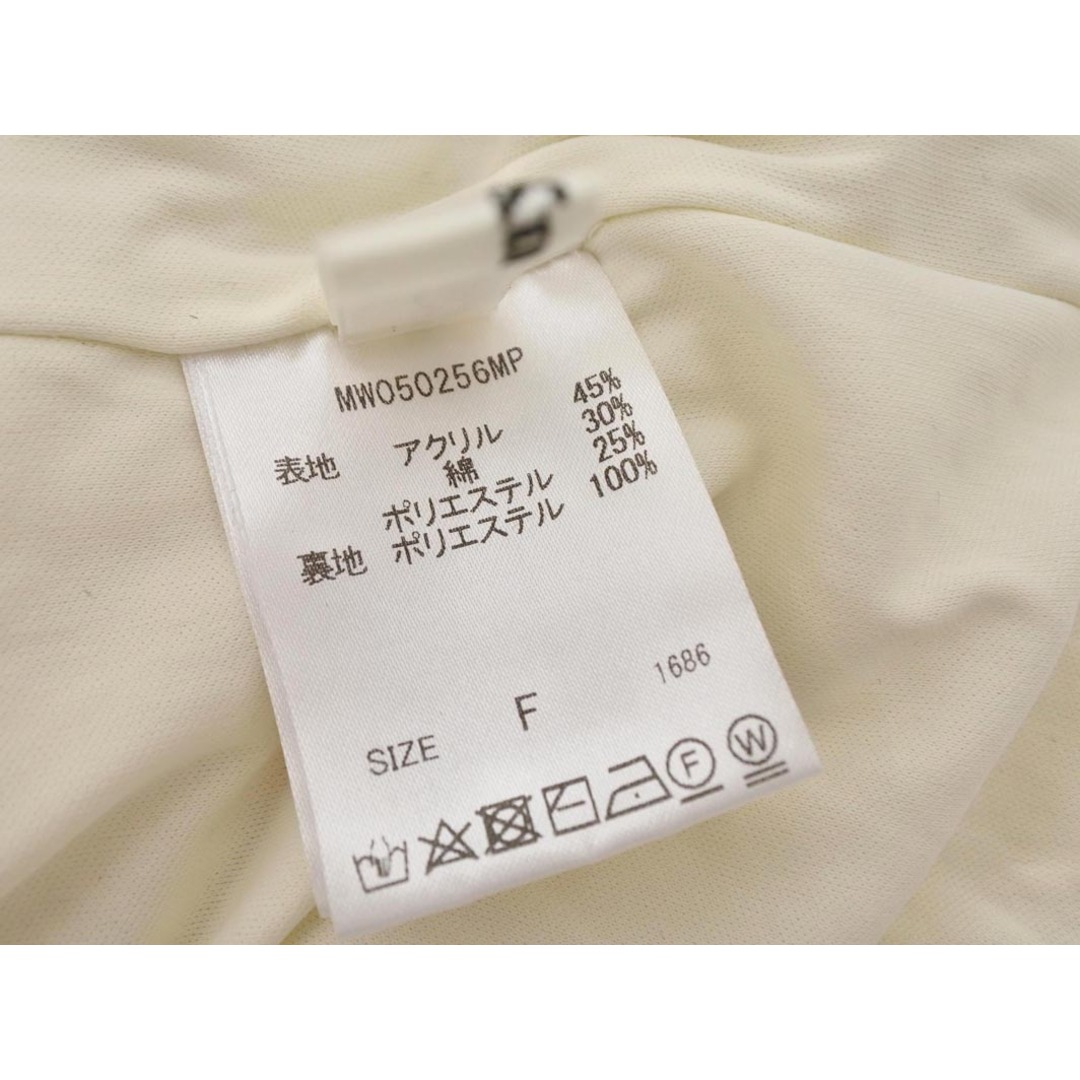 MW050256MP
表地 アクリル 45%
綿 30%
ポリエステル 25%
裏地 ポリエステル 100%
1686
SIZE F
F W